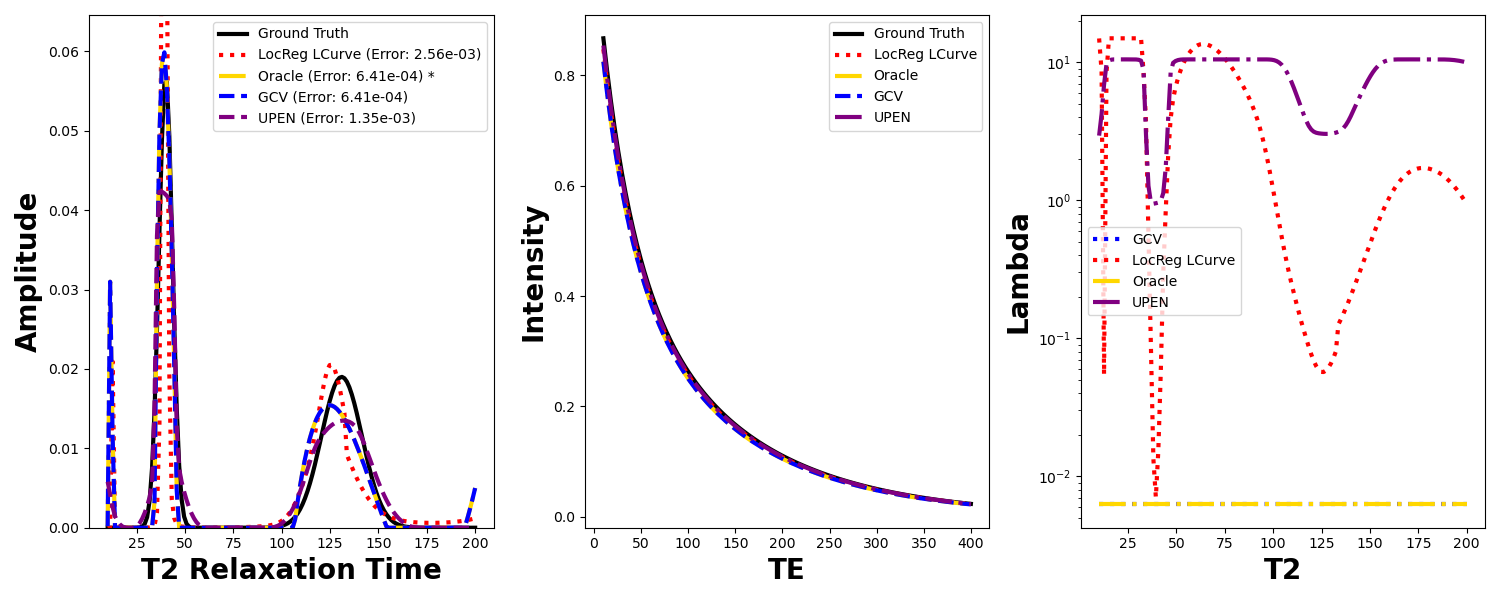 Amplitude
0.06
0.05
0.04
0.03
0.02
0.01
0.00
25 50 75 100 125 150 175 200
T2 Relaxation Time
Ground Truth
LocReg LCurve (Error: 2.56e-03)
Oracle (Error: 6.41e-04) *
GCV (Error: 6.41e-04)
UPEN (Error: 1.35e-03)
Intensity
0.8
0.6
0.4
0.2
0.0
0 50 100 150 200 250 300 350 400
TE
Ground Truth
LocReg LCurve
Oracle
GCV
UPEN
Lambda
10¹
10⁰
10⁻¹
10⁻²
25 50 75 100 125 150 175 200
T2
GCV
LocReg LCurve
Oracle
UPEN